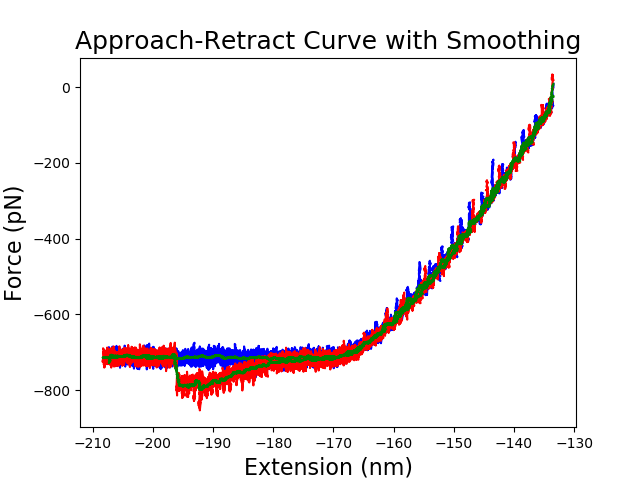 Approach-Retract Curve with Smoothing
Force (pN)
0
−200
−400
−600
−800
−210 −200 −190 −180 −170 −160 −150 −140 −130
Extension (nm)